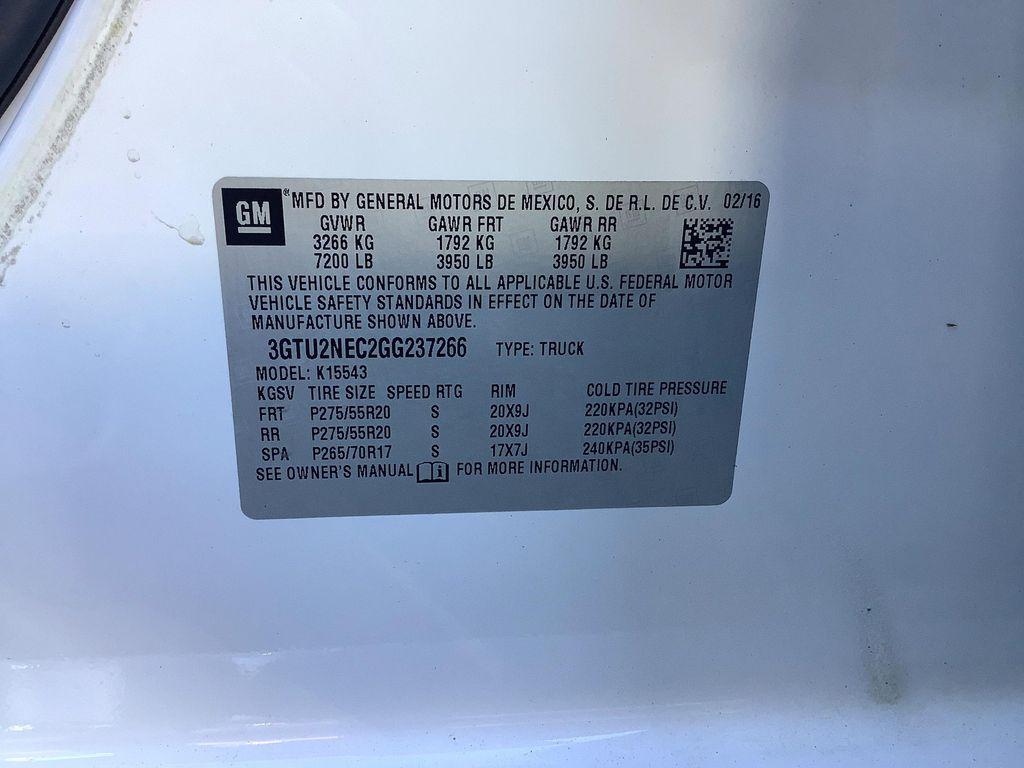 GM ® MFD BY GENERAL MOTORS DE MEXICO, S. DE R.L. DE C.V. 02/16
GVWR GAWR FRT GAWR RR
3266 KG 1792 KG 1792 KG
7200 LB 3950 LB 3950 LB
THIS VEHICLE CONFORMS TO ALL APPLICABLE U.S. FEDERAL MOTOR
VEHICLE SAFETY STANDARDS IN EFFECT ON THE DATE OF
MANUFACTURE SHOWN ABOVE.
3GTU2NEC2GG237266 TYPE: TRUCK
MODEL: K15543
KGSV TIRE SIZE SPEED RTG RIM COLD TIRE PRESSURE
FRT P275/55R20 S 20X9J 220KPA(32PSI)
RR P275/55R20 S 20X9J 220KPA(32PSI)
SPA P265/70R17 S 17X7J 240KPA(35PSI)
SEE OWNER'S MANUAL i FOR MORE INFORMATION.